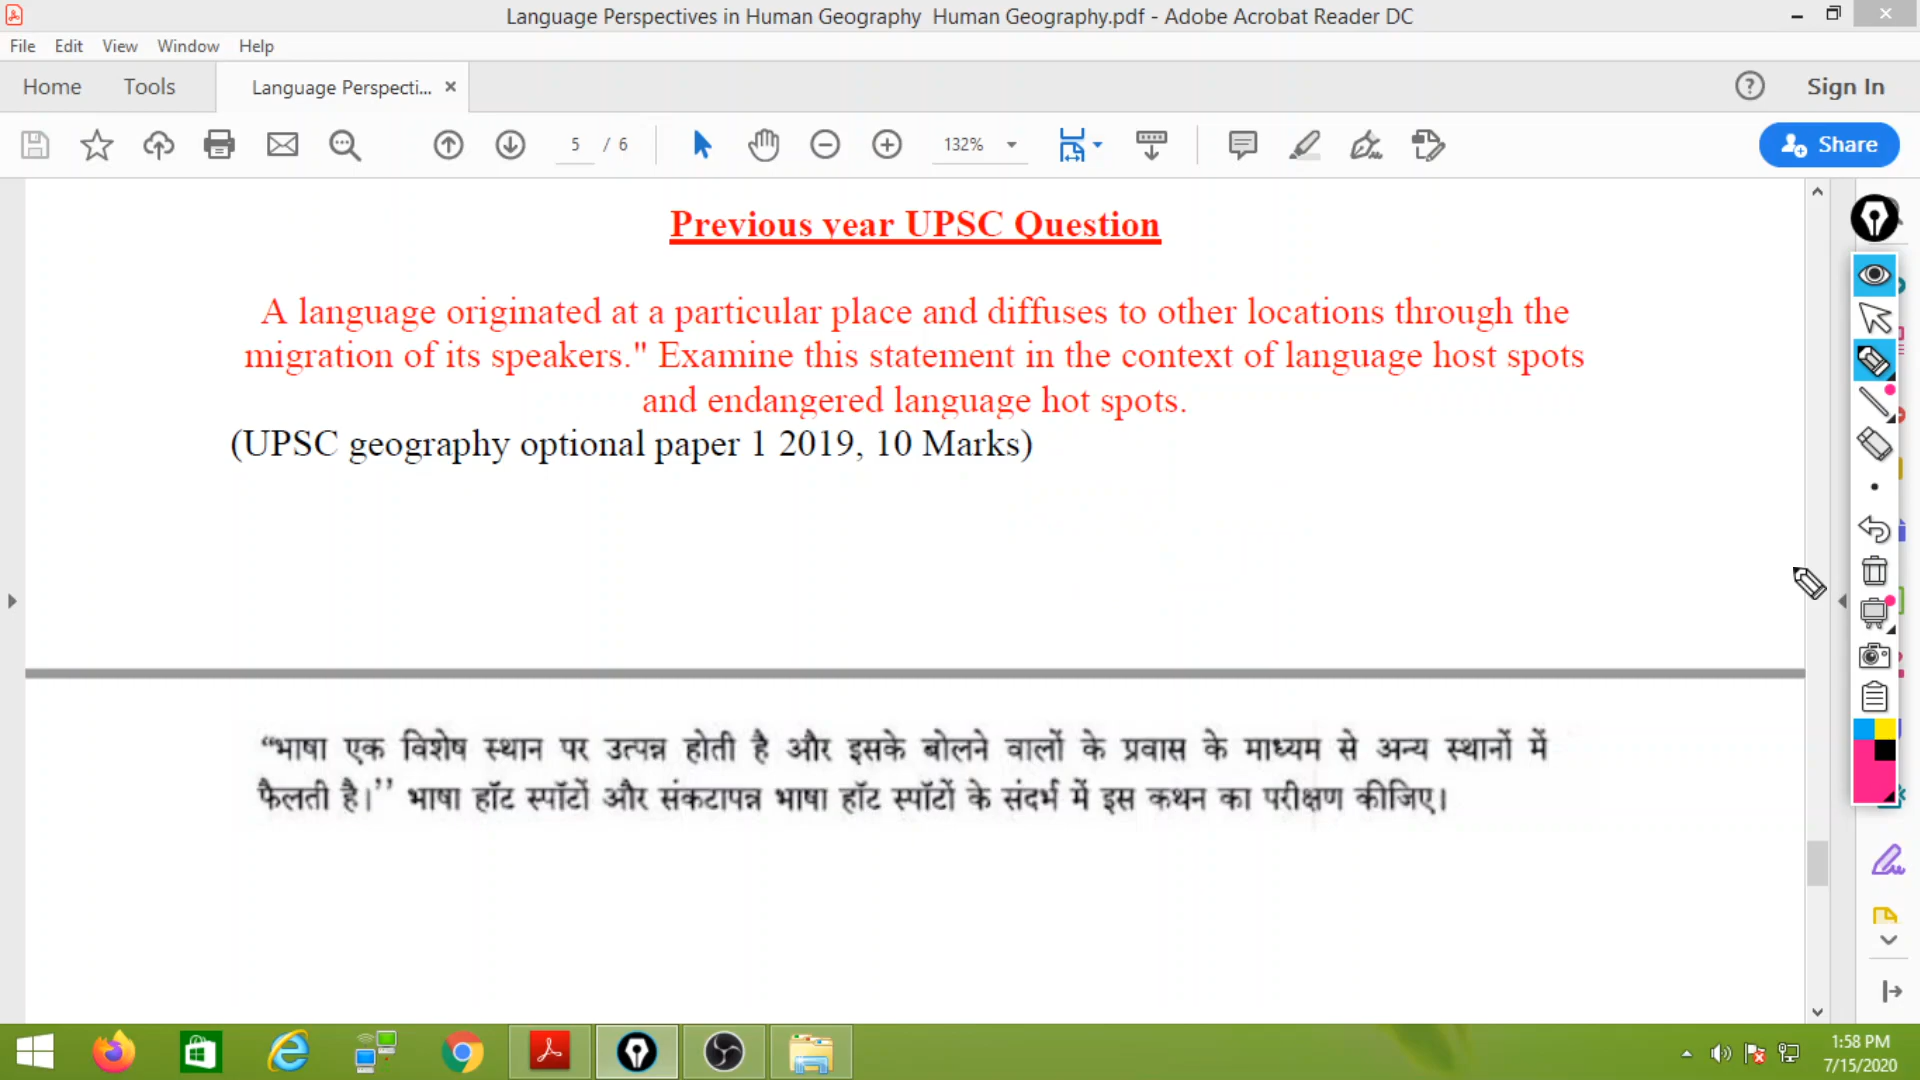 Language Perspectives in Human Geography  Human Geography.pdf - Adobe Acrobat Reader DC
File Edit View Window Help
Home Tools Language Perspecti... × ? Sign In
5 / 6 132% Share
Previous year UPSC Question
A language originated at a particular place and diffuses to other locations through the
migration of its speakers." Examine this statement in the context of language host spots
and endangered language hot spots.
(UPSC geography optional paper 1 2019, 10 Marks)
“भाषा एक विशेष स्थान पर उत्पन्न होती है और इसके बोलने वालों के प्रवास के माध्यम से अन्य स्थानों में
फैलती है।’’ भाषा हॉट स्पॉटों और संकटापन्न भाषा हॉट स्पॉटों के संदर्भ में इस कथन का परीक्षण कीजिए।
1:58 PM
7/15/2020